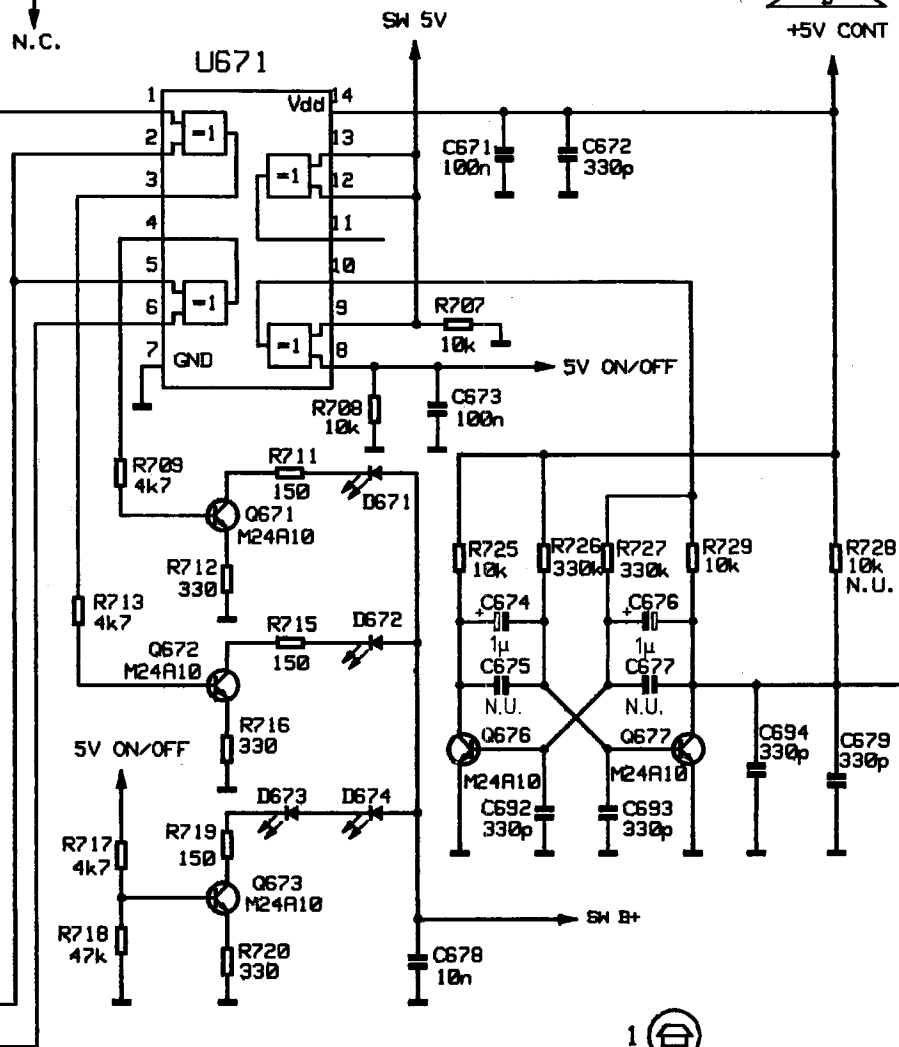 N.C.
SW 5V
+5V CONT
U671
1
Vdd
14
2
13
3
12
4
11
5
10
6
9
7
GND
8
=1
=1
=1
=1
C671
100n
C672
330p
R707
10k
5V ON/OFF
R708
10k
C673
100n
R709
4k7
R711
150
D671
Q671
M24A10
R712
330
R713
4k7
R715
150
D672
Q672
M24A10
R716
330
5V ON/OFF
D673
D674
R717
4k7
R719
150
Q673
M24A10
R718
47k
R720
330
C678
10n
SW B+
R725
10k
R726
330k
R727
330k
R729
10k
R728
10k
N.U.
+
C674
1µ
+
C676
1µ
C675
N.U.
C677
N.U.
Q676
M24A10
Q677
M24A10
C692
330p
C693
330p
C694
330p
C679
330p
1